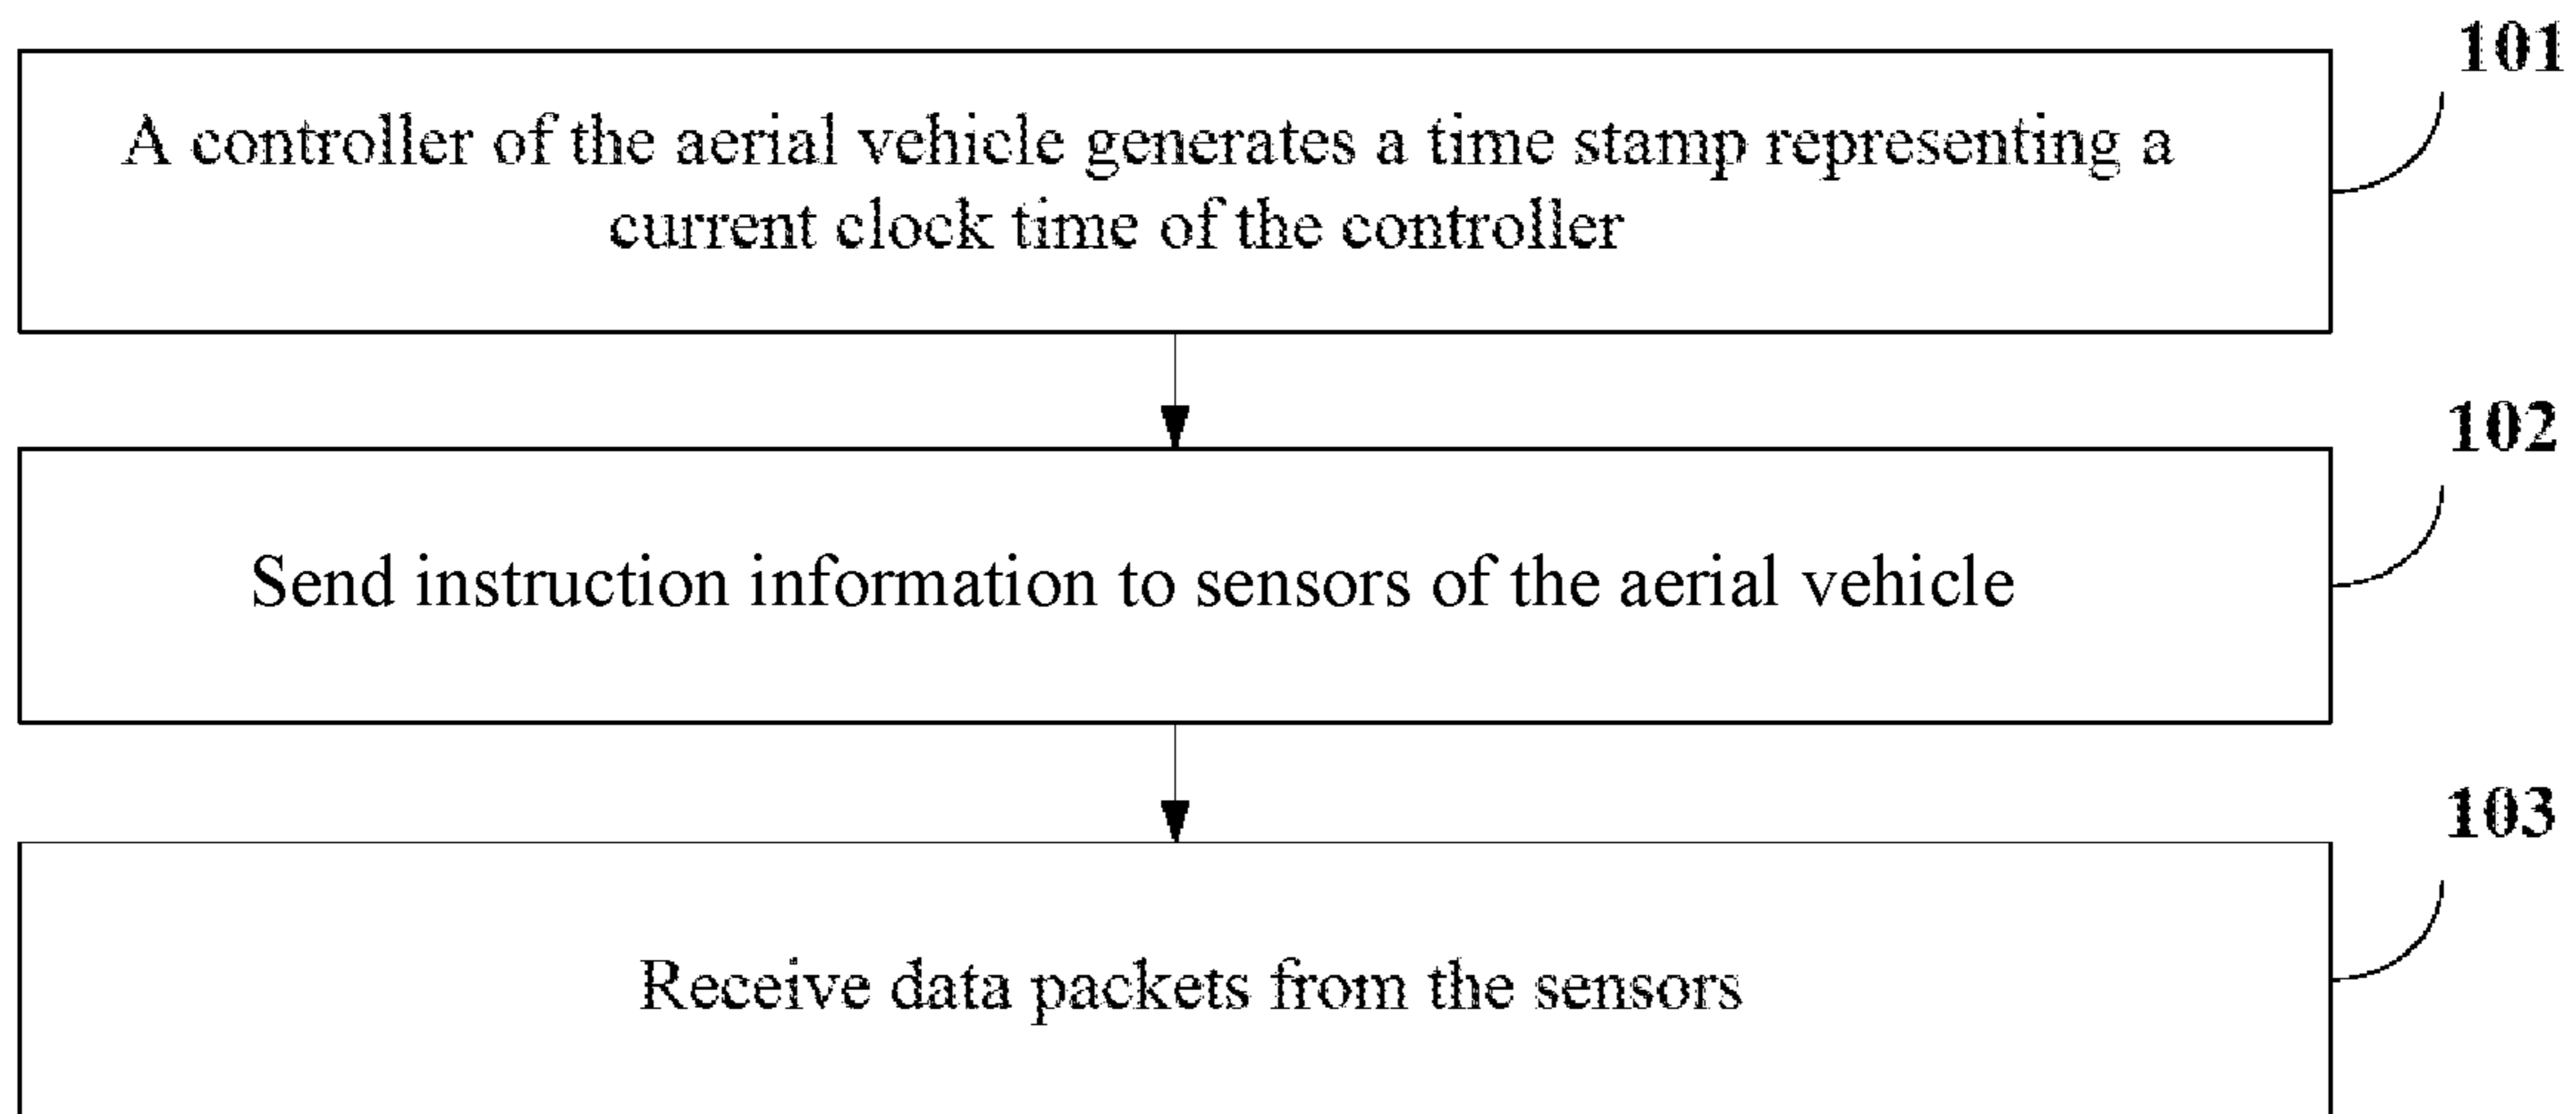 101
A controller of the aerial vehicle generates a time stamp representing a
current clock time of the controller
102
Send instruction information to sensors of the aerial vehicle
103
Receive data packets from the sensors